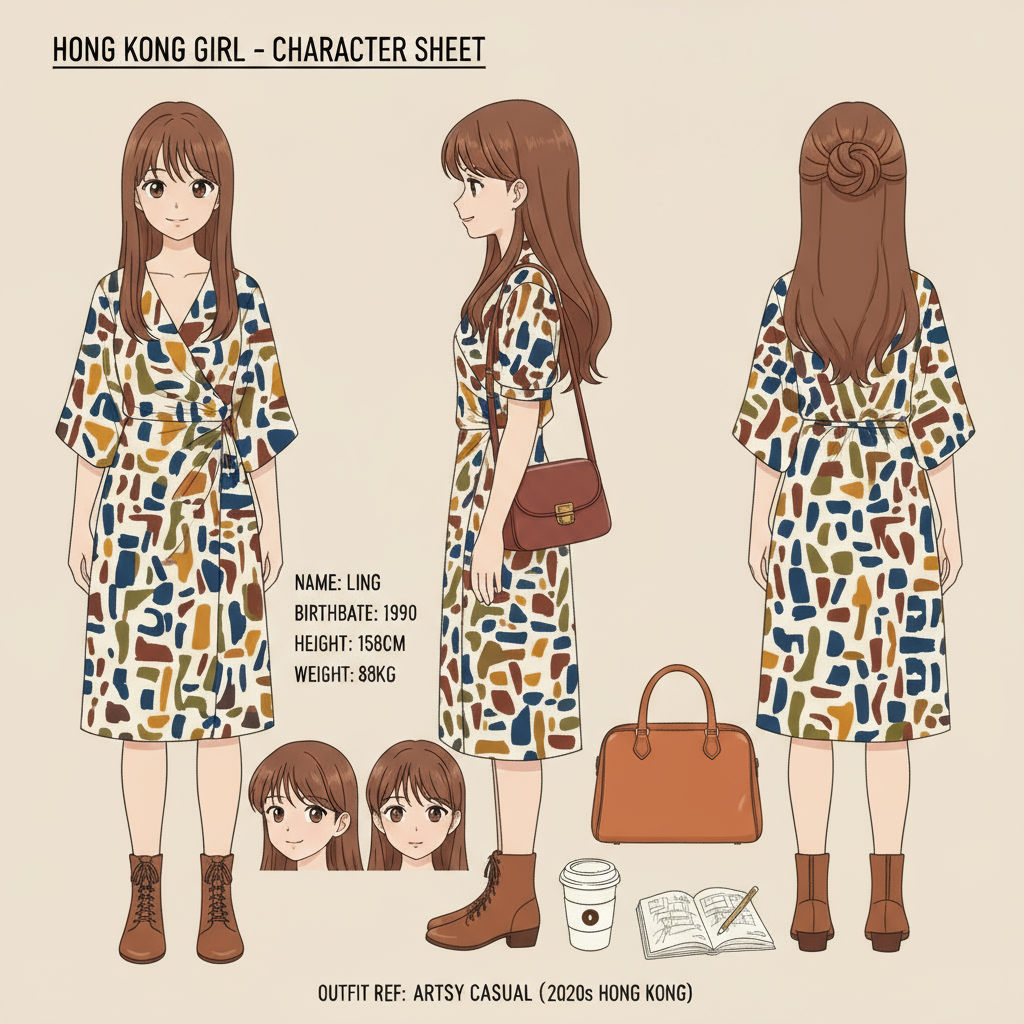 HONG KONG GIRL - CHARACTER SHEET
NAME: LING
BIRTHBATE: 1990
HEIGHT: 158CM
WEIGHT: 88KG
OUTFIT REF: ARTSY CASUAL (2020s HONG KONG)